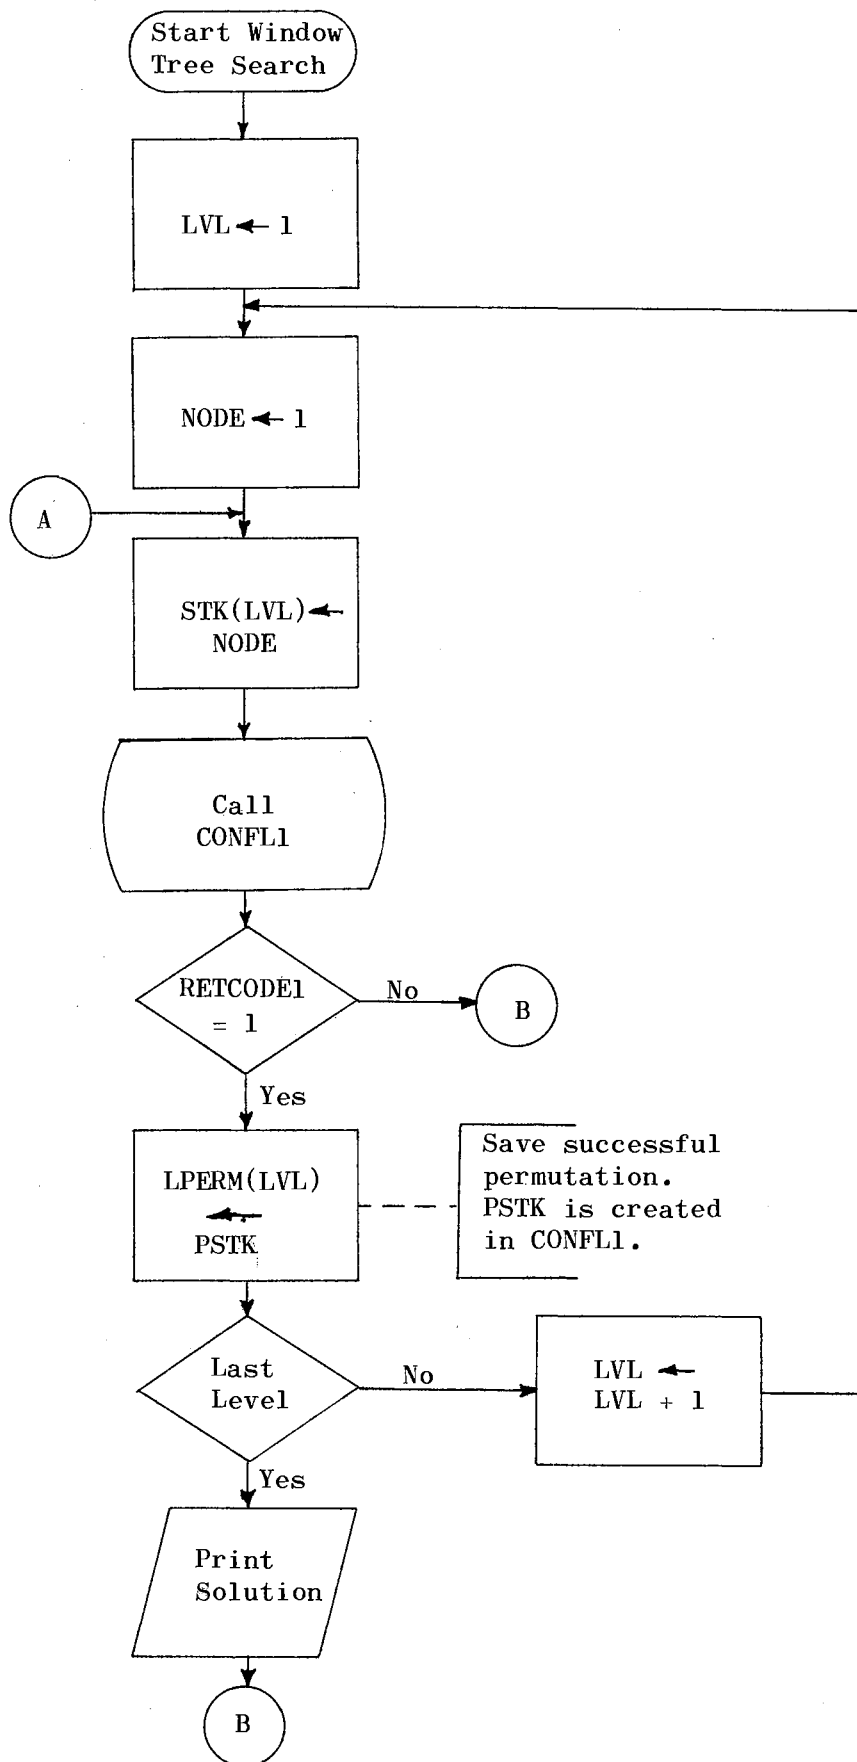 Start Window
Tree Search
LVL ← 1
NODE ← 1
A
STK(LVL) ←
NODE
Call
CONFL1
RETCODE1
= 1
No
B
Yes
LPERM(LVL)
←
PSTK
Save successful
permutation.
PSTK is created
in CONFL1.
Last
Level
No
LVL ←
LVL + 1
Yes
Print
Solution
B